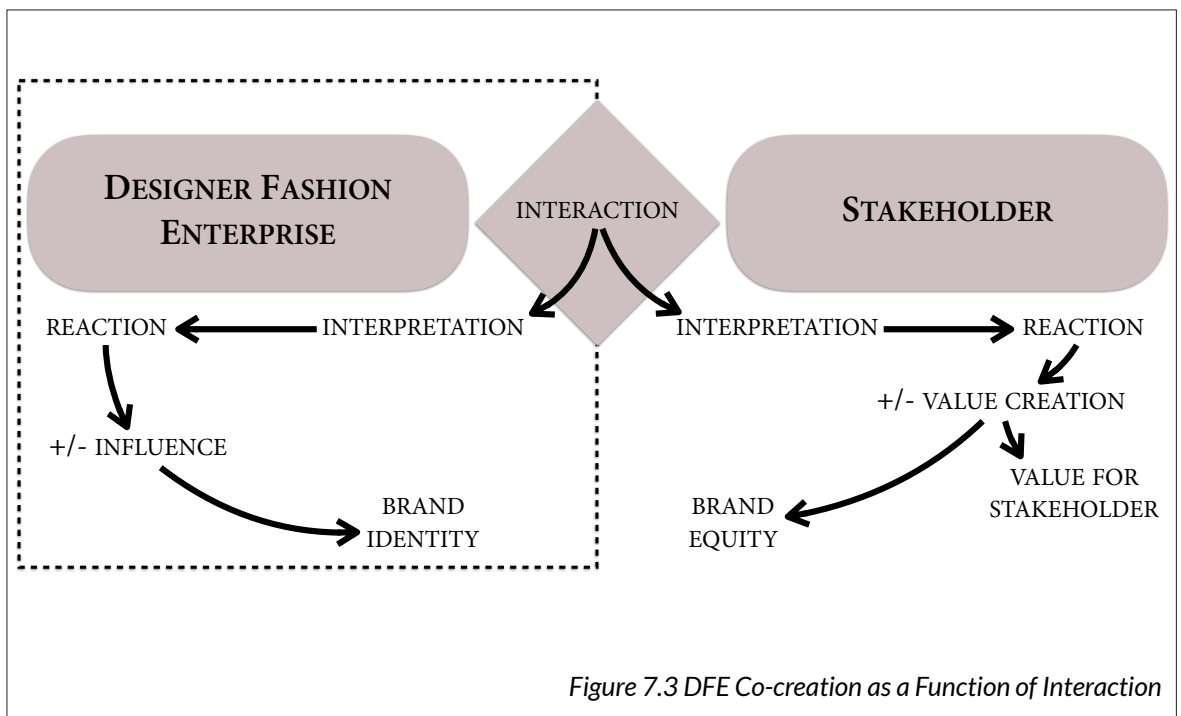 DESIGNER FASHION
ENTERPRISE
INTERACTION
STAKEHOLDER
REACTION
INTERPRETATION
INTERPRETATION
REACTION
+/- VALUE CREATION
+/- INFLUENCE
VALUE FOR
STAKEHOLDER
BRAND
IDENTITY
BRAND
EQUITY
Figure 7.3 DFE Co-creation as a Function of Interaction